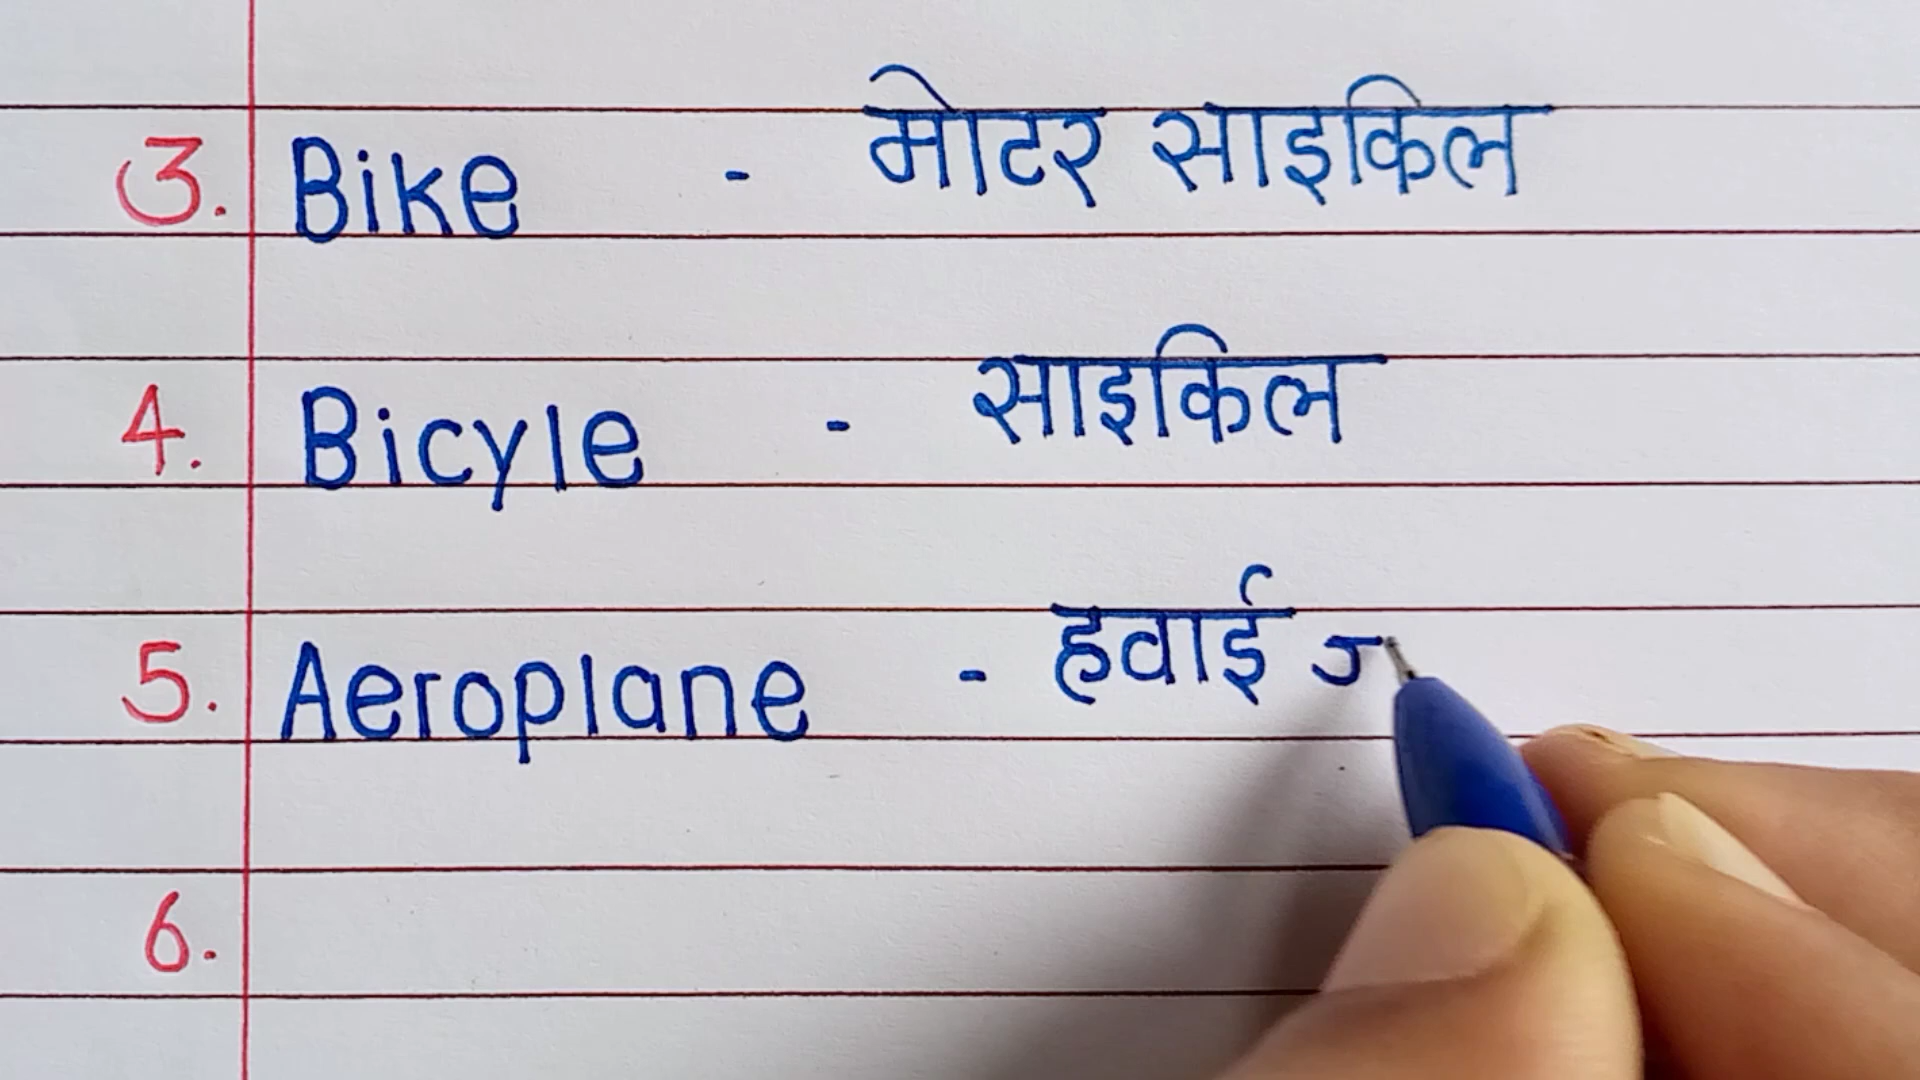 3. Bike - मोटर साइकिल
4. Bicyle - साइकिल
5. Aeroplane - हवाई
6.